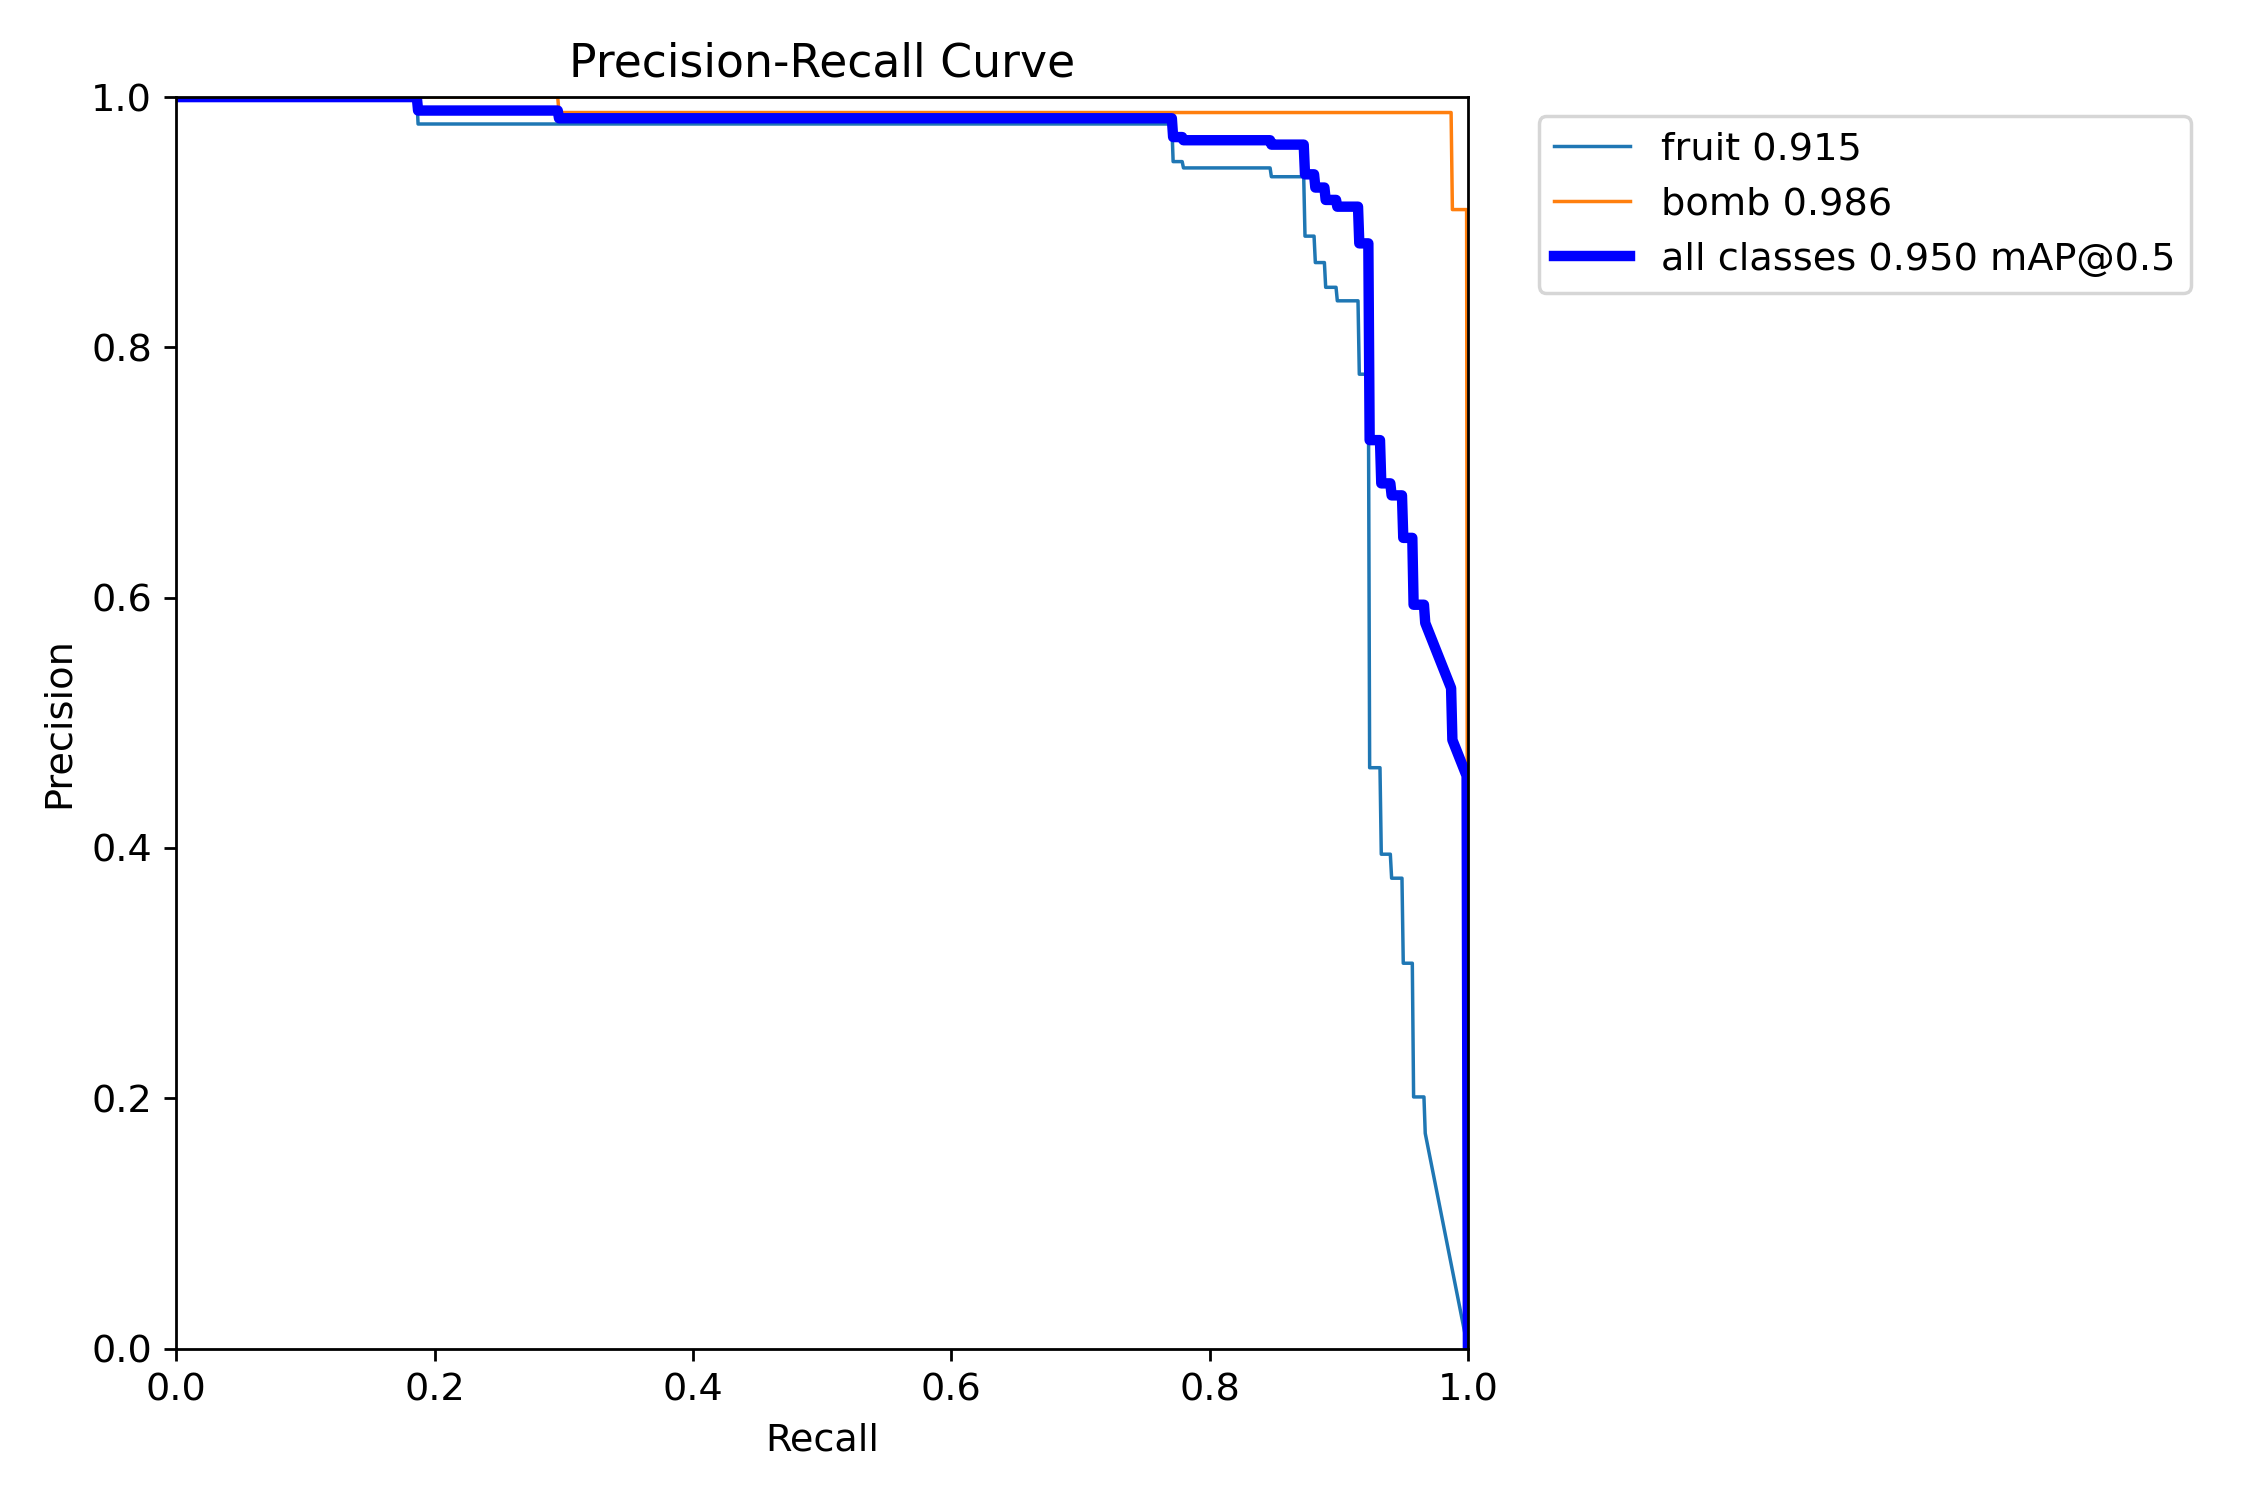 Precision-Recall Curve
1.0
0.8
0.6
0.4
0.2
0.0
Precision
0.0 0.2 0.4 0.6 0.8 1.0
Recall
fruit 0.915
bomb 0.986
all classes 0.950 mAP@0.5